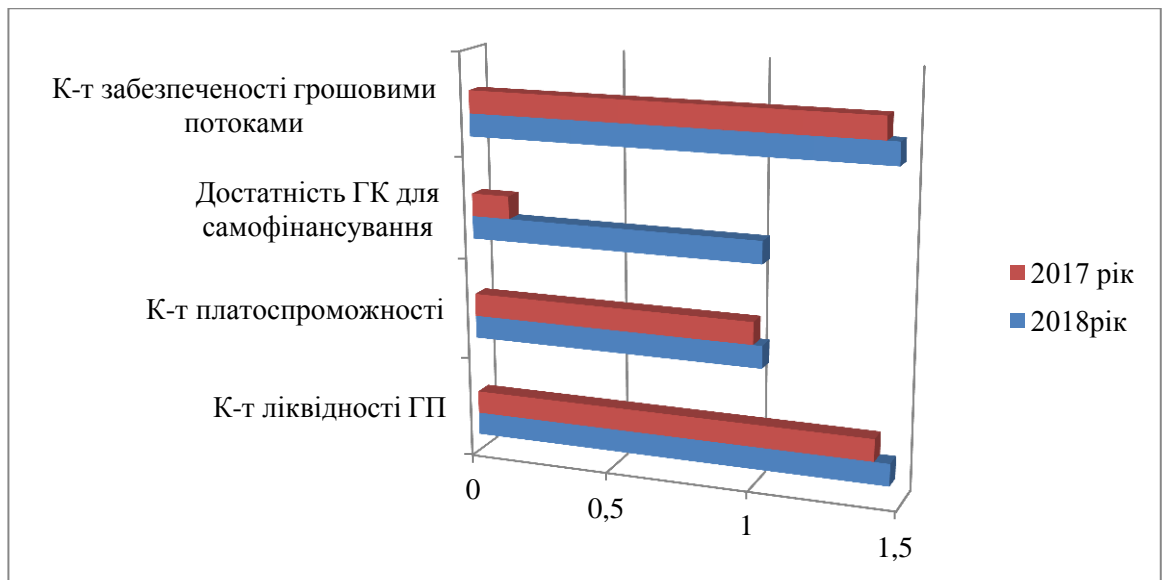 К-т забезпеченості грошовими
потоками
Достатність ГК для
самофінансування
К-т платоспроможності
К-т ліквідності ГП
0
0,5
1
1,5
2017 рік
2018рік